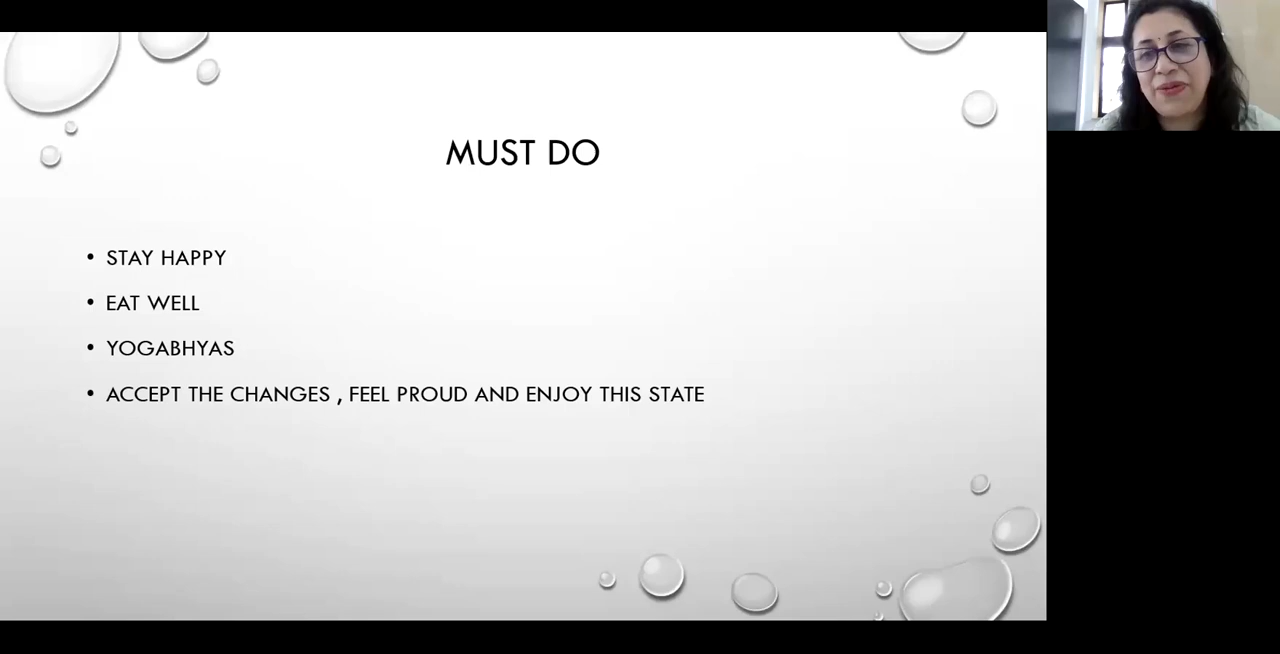 MUST DO
• STAY HAPPY
• EAT WELL
• YOGABHYAS
• ACCEPT THE CHANGES , FEEL PROUD AND ENJOY THIS STATE